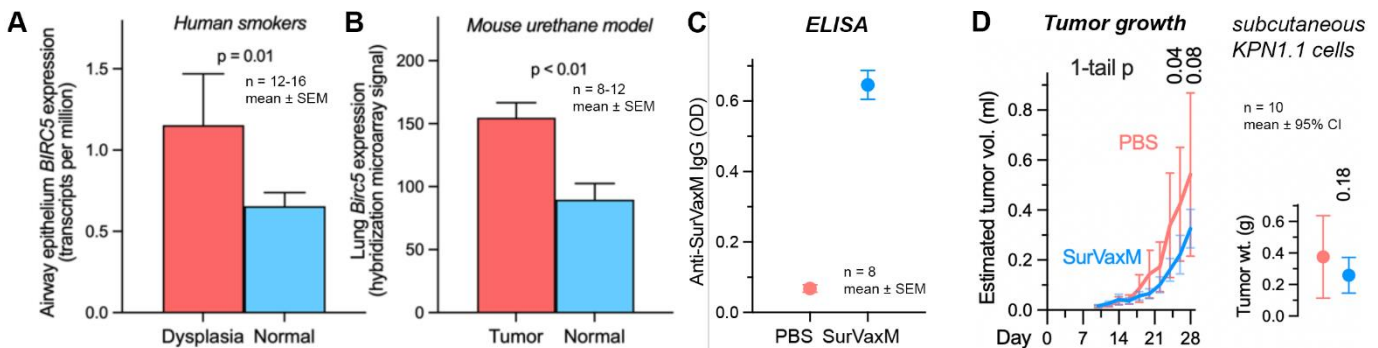 A
Human smokers
p = 0.01
n = 12-16
mean ± SEM
Airway epithelium BIRC5 expression
(transcripts per million)
1.5
1.0
0.5
0.0
Dysplasia Normal
B
Mouse urethane model
p < 0.01
n = 8-12
mean ± SEM
Lung Birc5 expression
(hybridization microarray signal)
200
150
100
50
0
Tumor Normal
C
ELISA
Anti-SurVaxM IgG (OD)
0.6
0.4
0.2
0.0
n = 8
mean ± SEM
PBS SurVaxM
D
Tumor growth
1-tail p
0.04
0.08
Estimated tumor vol. (ml)
1.0
0.8
0.6
0.4
0.2
0.0
PBS
SurVaxM
Day 0 7 14 21 28
subcutaneous
KPN1.1 cells
n = 10
mean ± 95% CI
0.18
Tumor wt. (g)
0.6
0.4
0.2
0.0